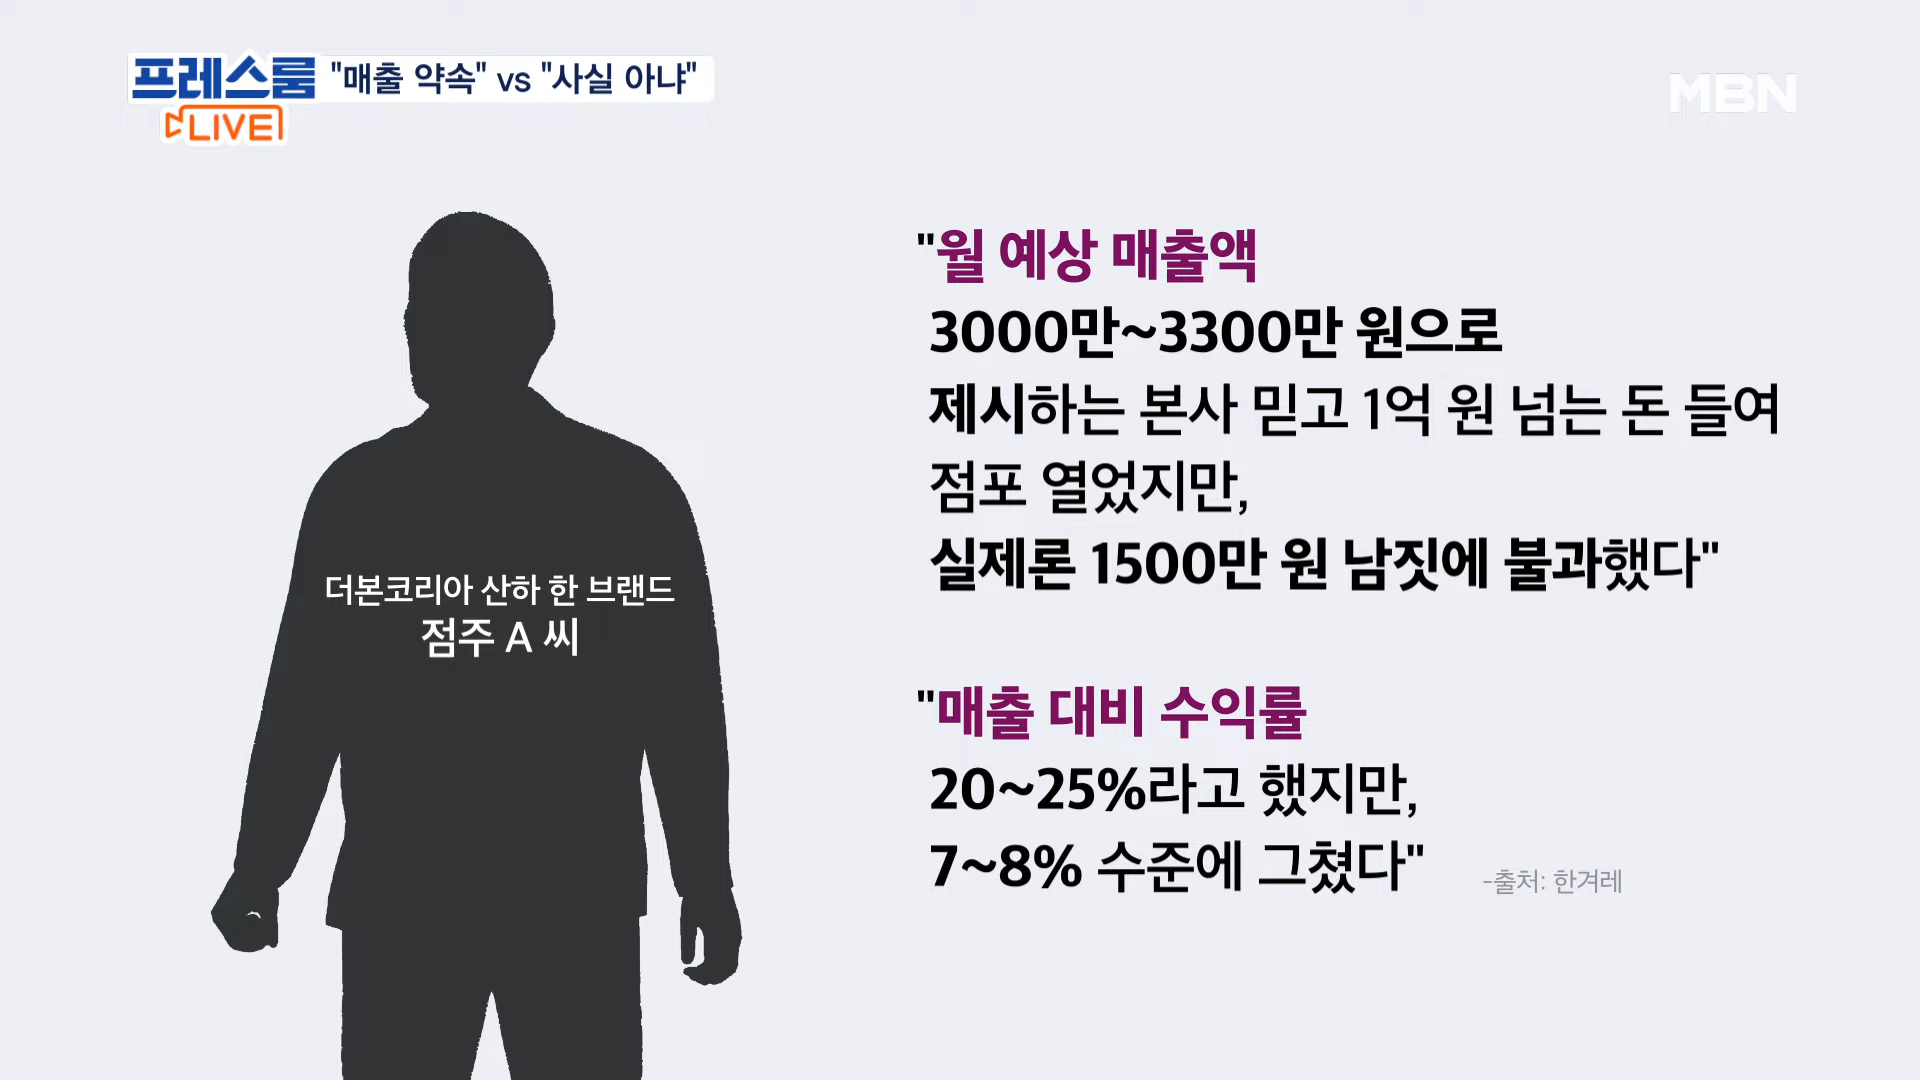 프레스룸 "매출 약속" vs "사실 아냐"
LIVE
MBN
"월 예상 매출액
3000만~3300만 원으로
제시하는 본사 믿고 1억 원 넘는 돈 들여
점포 열었지만,
실제론 1500만 원 남짓에 불과했다"
더본코리아 산하 한 브랜드
점주 A 씨
"매출 대비 수익률
20~25%라고 했지만,
7~8% 수준에 그쳤다"
-출처: 한겨레